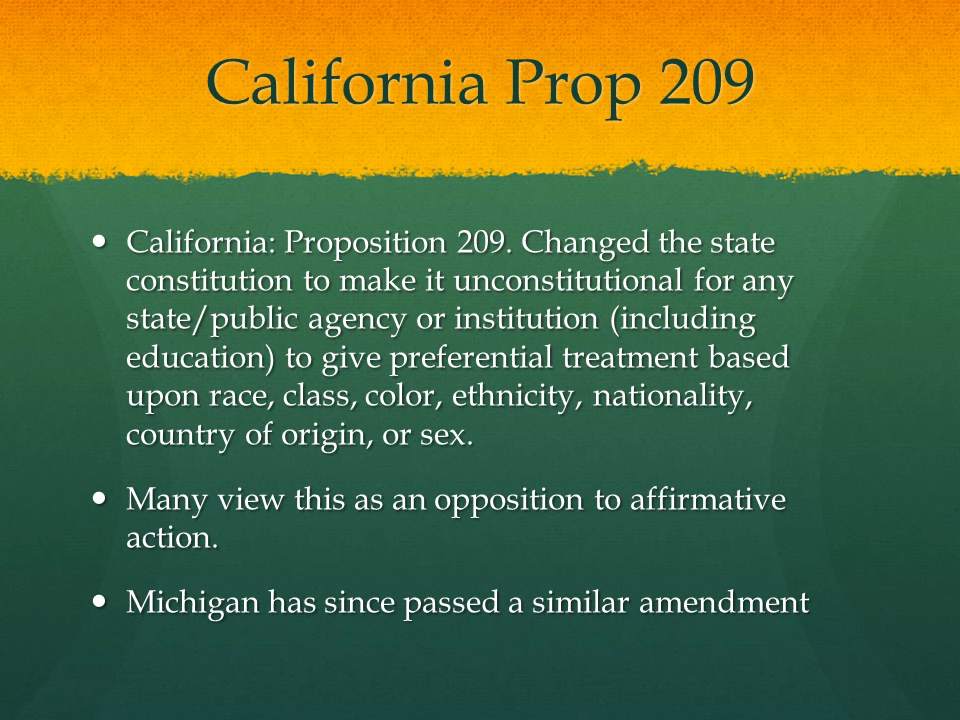 California Prop 209
• California: Proposition 209. Changed the state
constitution to make it unconstitutional for any
state/public agency or institution (including
education) to give preferential treatment based
upon race, class, color, ethnicity, nationality,
country of origin, or sex.
• Many view this as an opposition to affirmative
action.
• Michigan has since passed a similar amendment